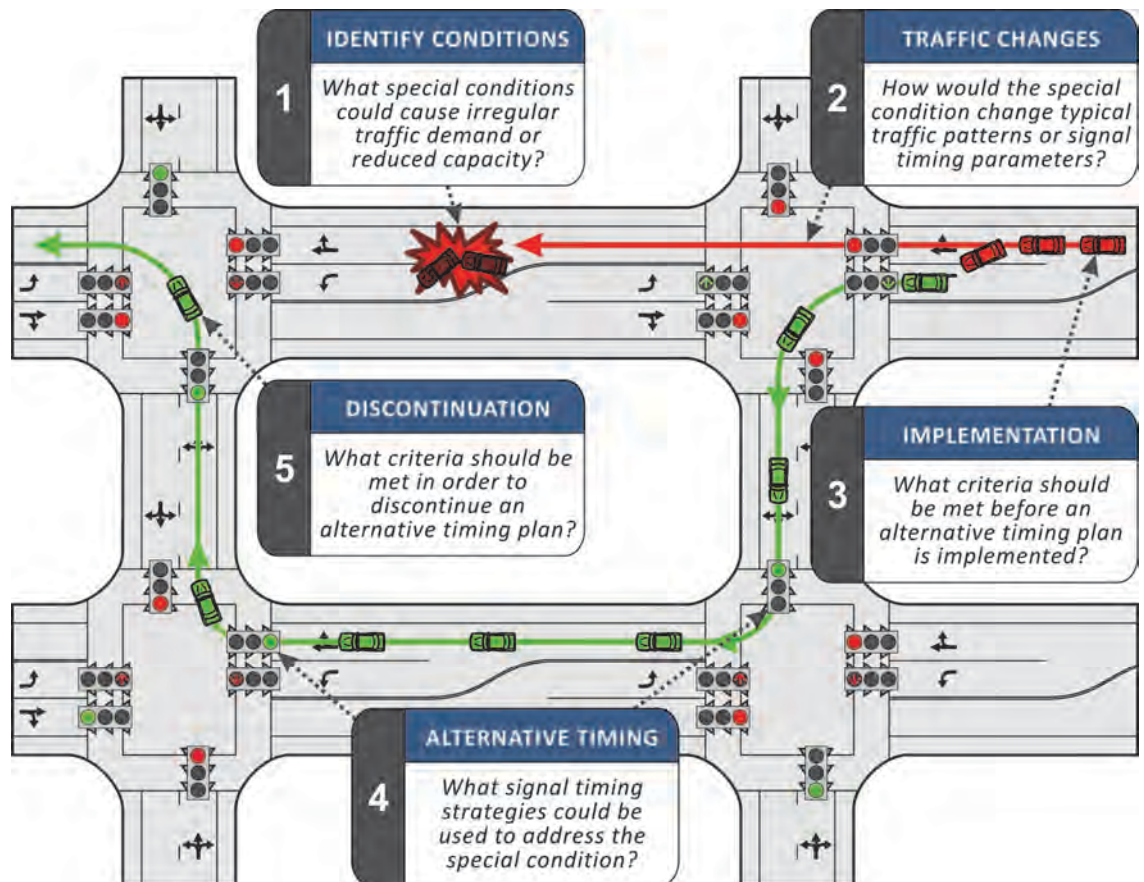 1
IDENTIFY CONDITIONS
What special conditions
could cause irregular
traffic demand or
reduced capacity?
2
TRAFFIC CHANGES
How would the special
condition change typical
traffic patterns or signal
timing parameters?
3
IMPLEMENTATION
What criteria should
be met before an
alternative timing plan
is implemented?
4
ALTERNATIVE TIMING
What signal timing
strategies could be
used to address the
special condition?
5
DISCONTINUATION
What criteria should be
met in order to
discontinue an
alternative timing plan?